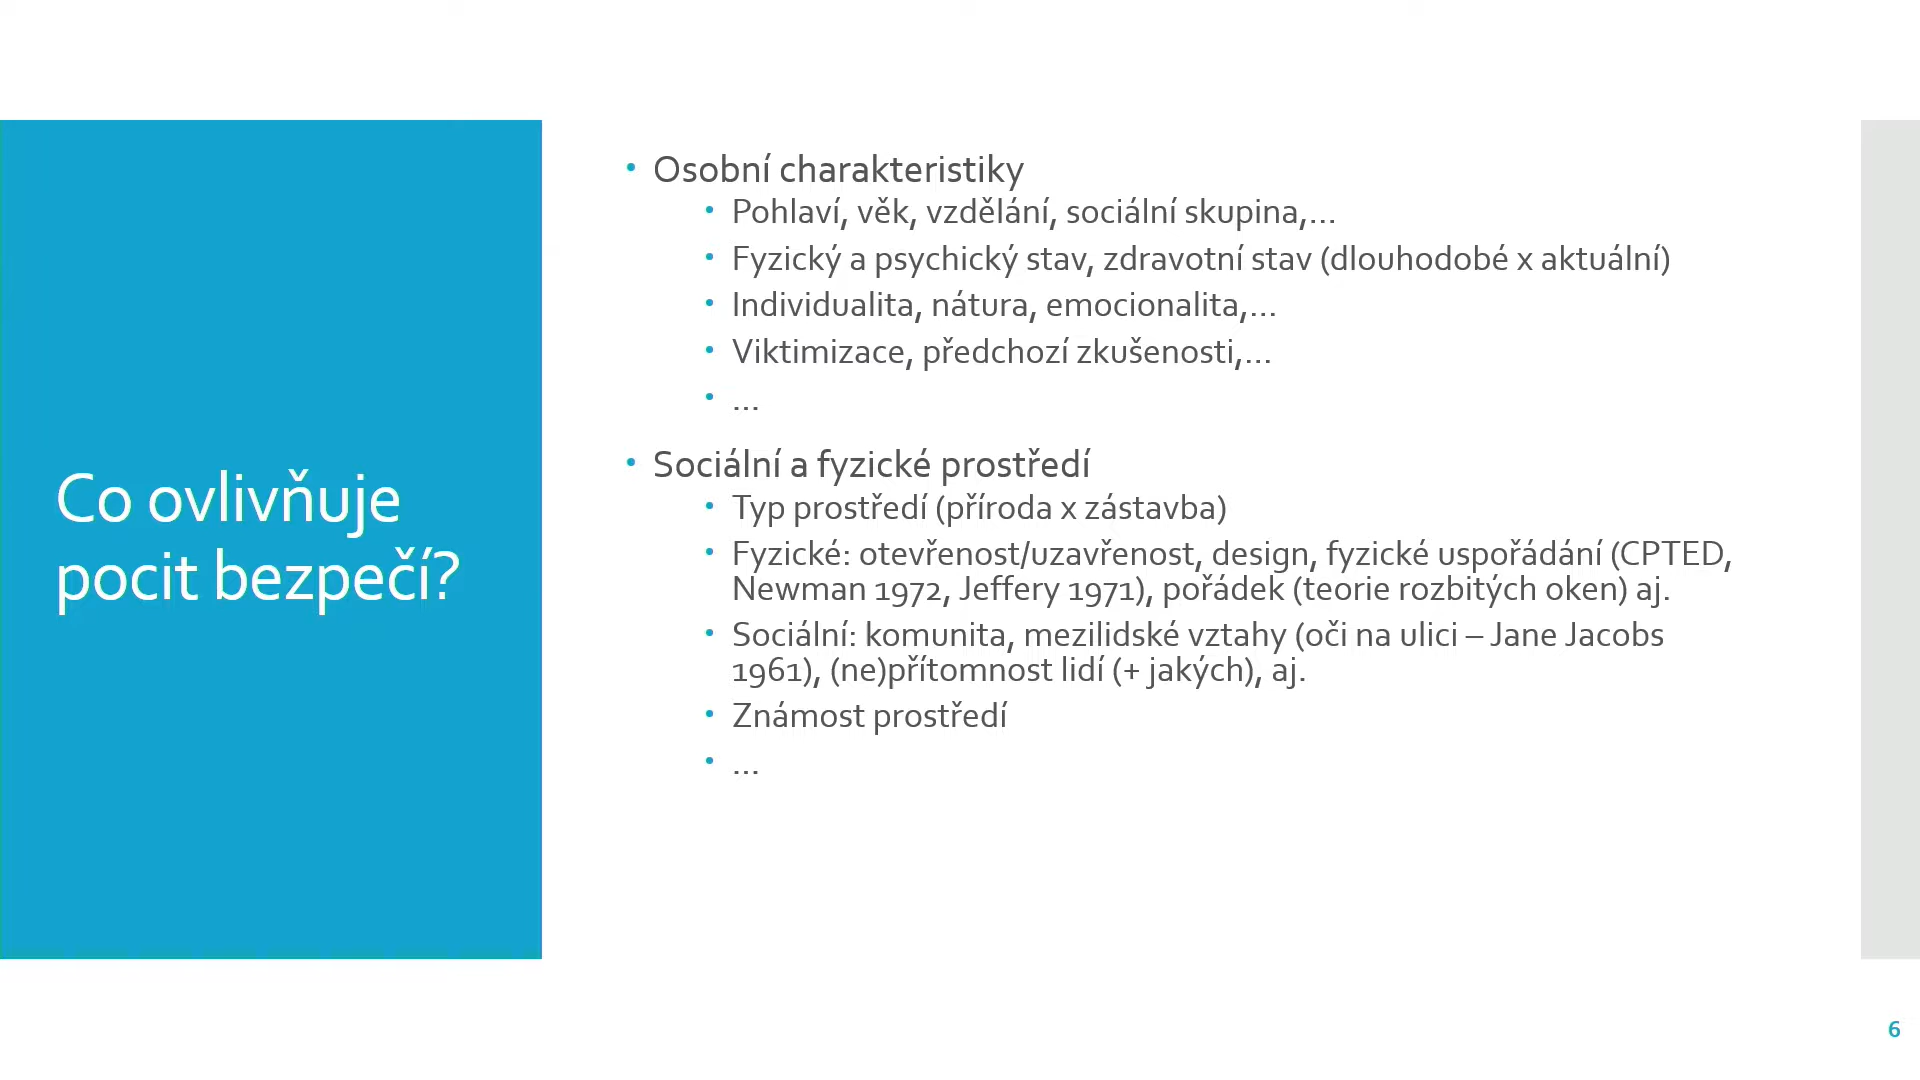 Co ovlivňuje
pocit bezpečí?
• Osobní charakteristiky
• Pohlaví, věk, vzdělání, sociální skupina,...
• Fyzický a psychický stav, zdravotní stav (dlouhodobé x aktuální)
• Individualita, nátura, emocionalita,...
• Viktimizace, předchozí zkušenosti,...
• ...
• Sociální a fyzické prostředí
• Typ prostředí (příroda x zástavba)
• Fyzické: otevřenost/uzavřenost, design, fyzické uspořádání (CPTED,
Newman 1972, Jeffery 1971), pořádek (teorie rozbitých oken) aj.
• Sociální: komunita, mezilidské vztahy (oči na ulici – Jane Jacobs
1961), (ne)přítomnost lidí (+ jakých), aj.
• Známost prostředí
• ...
6